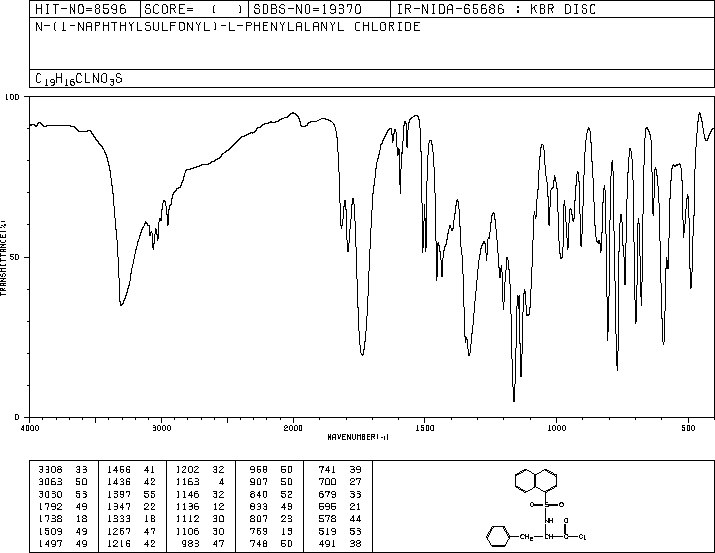 HIT-NO=8596 SCORE= ( ) SDBS-NO=19370 IR-NIDA-65686 : KBR DISC
N-(1-NAPHTHYLSULFONYL)-L-PHENYLALANYL CHLORIDE
C19H16CLNO3S
100
50
0
TRANSMITTANCE(%)
4000 3000 2000 1500 1000 500
WAVENUMBER(-1)
3308 33 1466 41 1202 32 968 50 741 39
3063 50 1436 42 1163 4 907 50 700 27
3030 53 1397 55 1146 32 840 52 679 33
1792 49 1347 22 1136 12 833 49 595 21
1738 18 1333 18 1112 30 807 23 578 44
1509 49 1267 47 1106 30 769 13 519 53
1497 49 1216 42 983 47 748 50 491 38
O S O
NH O
CH2 CH C Cl